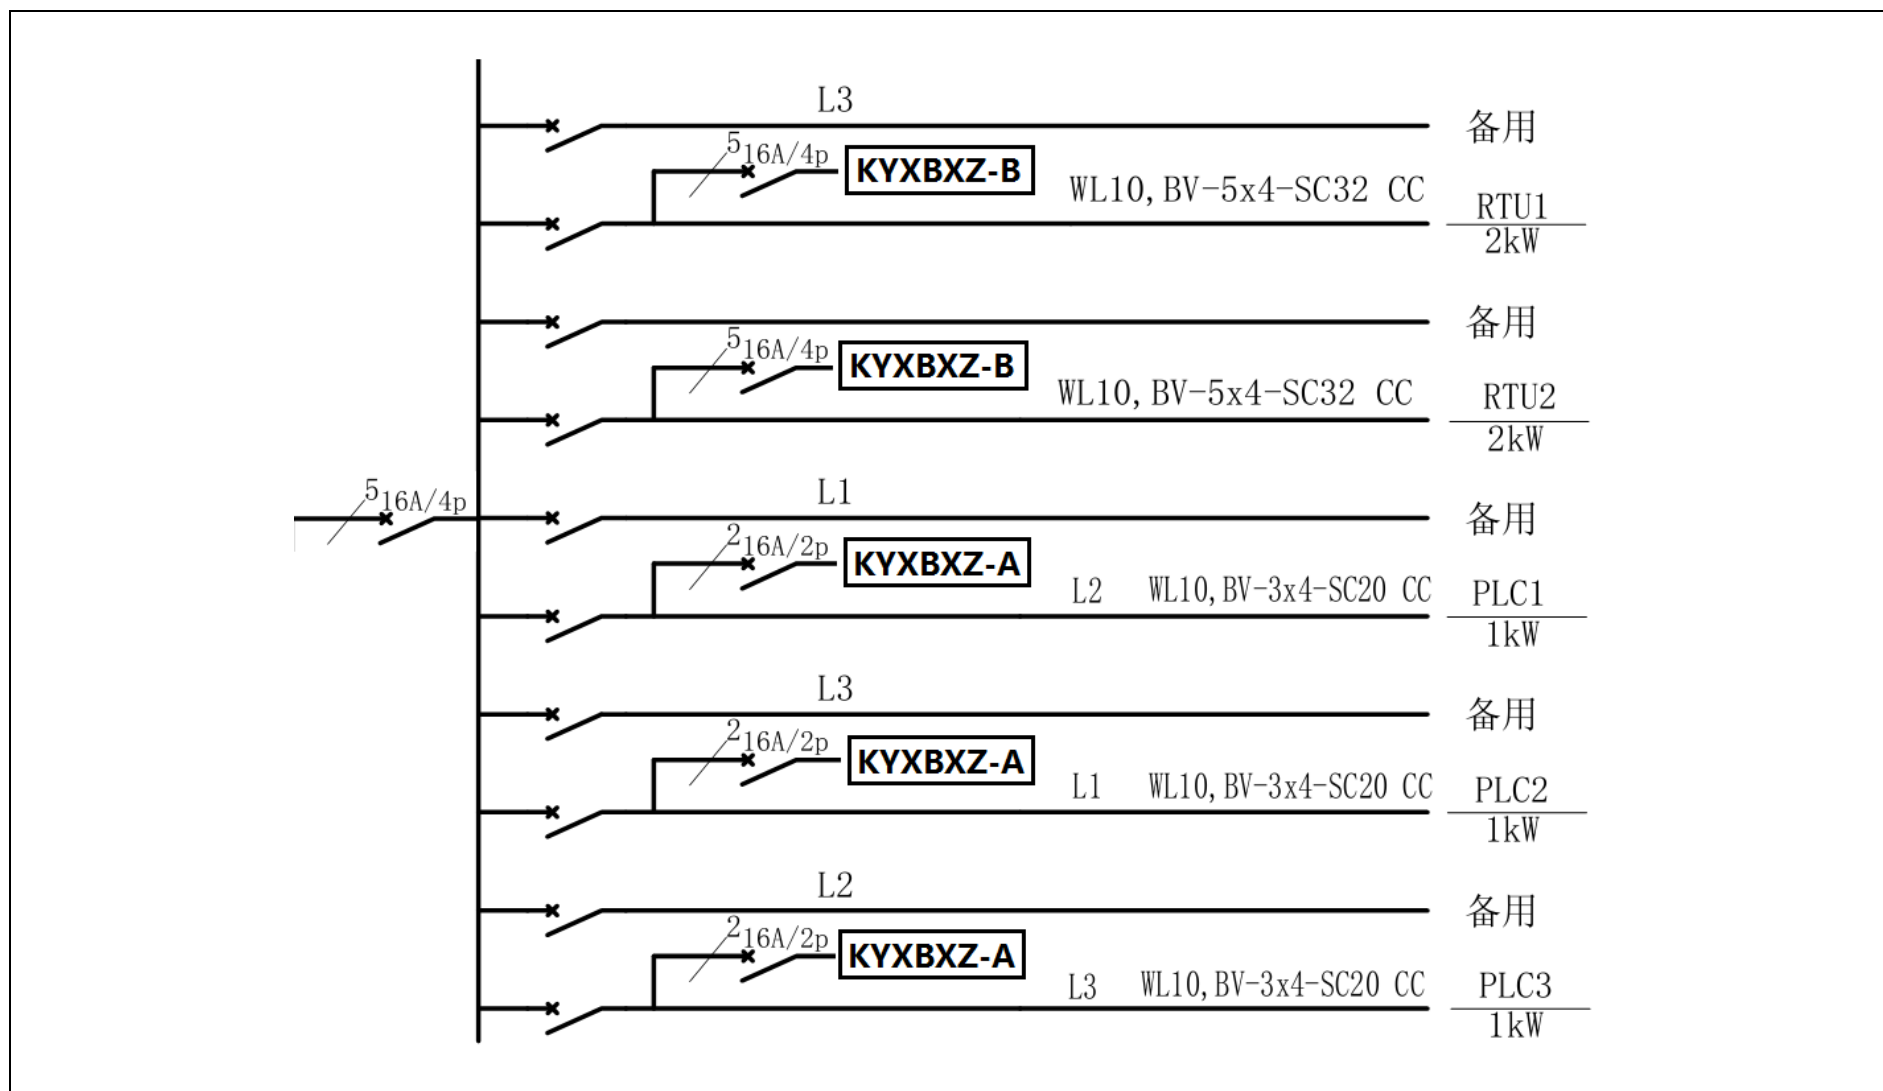 L3
备用
5 16A/4p KYXBXZ-B
WL10, BV-5x4-SC32 CC
RTU1
2kW
备用
5 16A/4p KYXBXZ-B
WL10, BV-5x4-SC32 CC
RTU2
2kW
5 16A/4p
L1
备用
2 16A/2p KYXBXZ-A
L2 WL10, BV-3x4-SC20 CC
PLC1
1kW
L3
备用
2 16A/2p KYXBXZ-A
L1 WL10, BV-3x4-SC20 CC
PLC2
1kW
L2
备用
2 16A/2p KYXBXZ-A
L3 WL10, BV-3x4-SC20 CC
PLC3
1kW